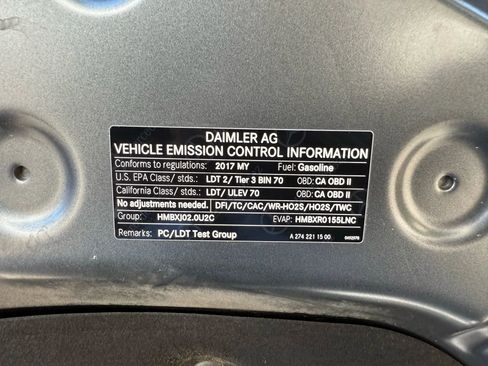 DAIMLER AG
VEHICLE EMISSION CONTROL INFORMATION
Conforms to regulations: 2017 MY Fuel: Gasoline
U.S. EPA Class/ stds.: LDT 2/ Tier 3 BIN 70 OBD: CA OBD II
California Class/ stds.: LDT/ ULEV 70 OBD: CA OBD II
No adjustments needed. DFI/TC/CAC/WR-HO2S/HO2S/TWC
Group: HMBXJ02.0U2C EVAP: HMBXR0155LNC
Remarks: PC/LDT Test Group A 274 221 15 00